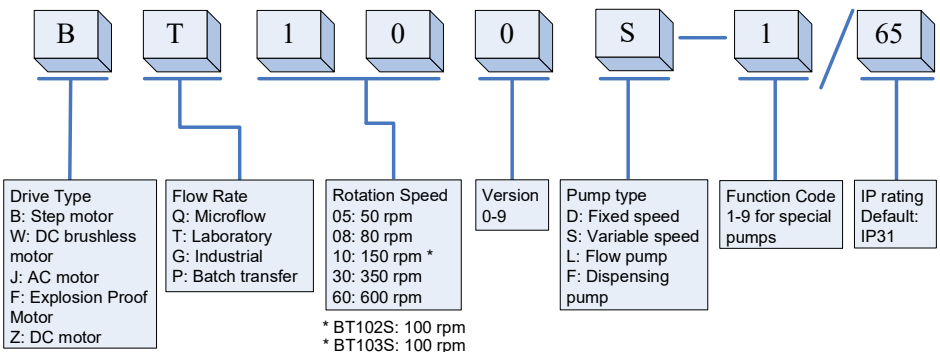 B T 1 0 0 S 1 65
Drive Type
B: Step motor
W: DC brushless
motor
J: AC motor
F: Explosion Proof
Motor
Z: DC motor
Flow Rate
Q: Microflow
T: Laboratory
G: Industrial
P: Batch transfer
Rotation Speed
05: 50 rpm
08: 80 rpm
10: 150 rpm *
30: 350 rpm
60: 600 rpm
* BT102S: 100 rpm
* BT103S: 100 rpm
Version
0-9
Pump type
D: Fixed speed
S: Variable speed
L: Flow pump
F: Dispensing
pump
Function Code
1-9 for special
pumps
IP rating
Default:
IP31